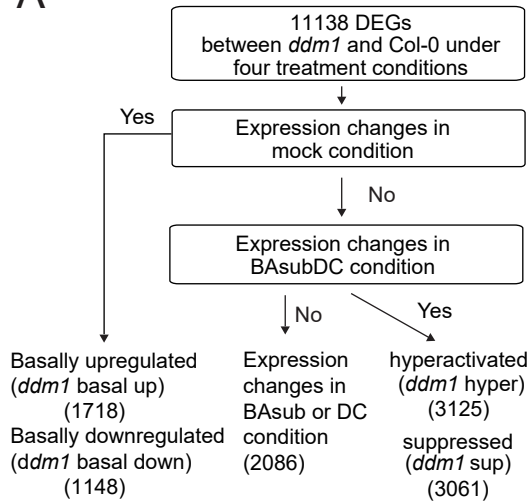 A
11138 DEGs
between ddm1 and Col-0 under
four treatment conditions
Yes
Expression changes in
mock condition
No
Expression changes in
BAsubDC condition
No
Yes
Basally upregulated
(ddm1 basal up)
(1718)
Basally downregulated
(ddm1 basal down)
(1148)
Expression
changes in
BAsub or DC
condition
(2086)
hyperactivated
(ddm1 hyper)
(3125)
suppressed
(ddm1 sup)
(3061)